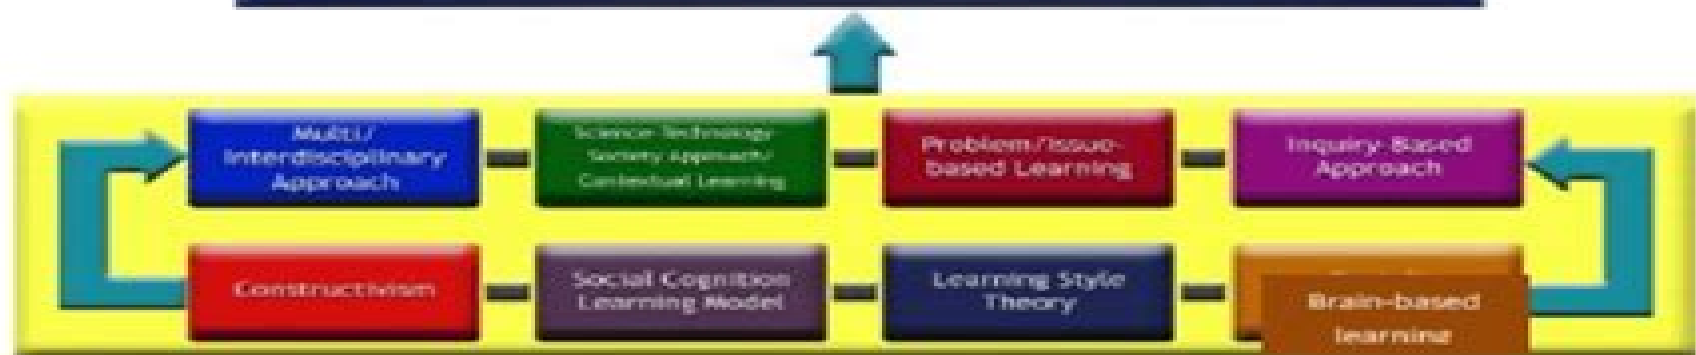 Multi/
Interdisciplinary
Approach
Science-Technology-
Society Approach/
Contextual Learning
Problem/Issue-
based Learning
Inquiry-Based
Approach
Constructivism
Social Cognition
Learning Model
Learning Style
Theory
Brain-based
learning